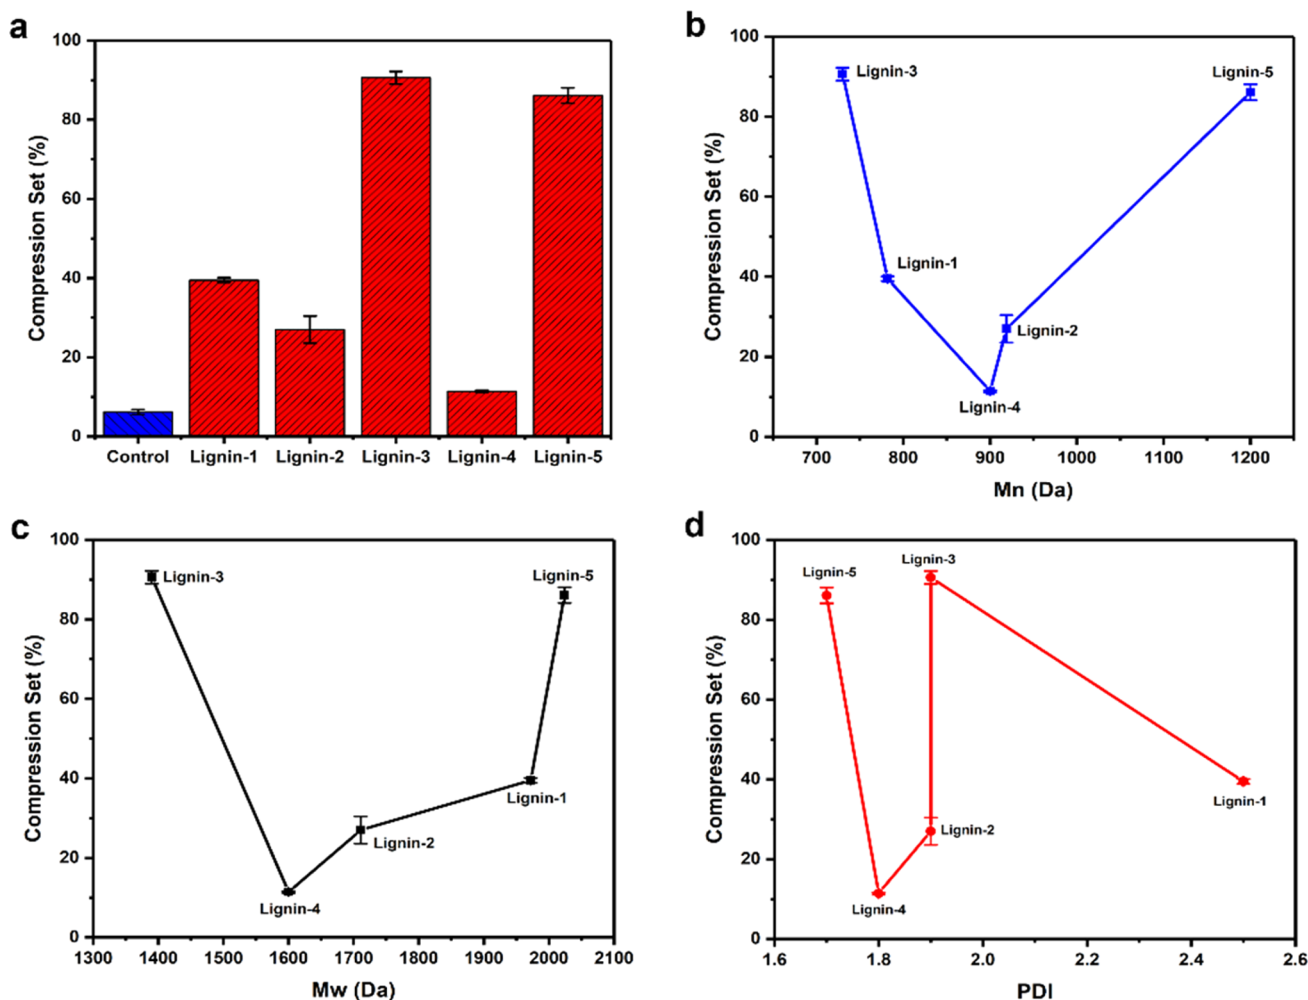 a
Compression Set (%)
100
80
60
40
20
0
Control Lignin-1 Lignin-2 Lignin-3 Lignin-4 Lignin-5
b
Compression Set (%)
100
80
60
40
20
0
Lignin-3
Lignin-5
Lignin-1
Lignin-2
Lignin-4
700 800 900 1000 1100 1200
Mn (Da)
c
Compression Set (%)
100
80
60
40
20
0
Lignin-3
Lignin-5
Lignin-1
Lignin-2
Lignin-4
1300 1400 1500 1600 1700 1800 1900 2000 2100
Mw (Da)
d
Compression Set (%)
100
80
60
40
20
0
Lignin-3
Lignin-5
Lignin-1
Lignin-2
Lignin-4
1.6 1.8 2.0 2.2 2.4 2.6
PDI